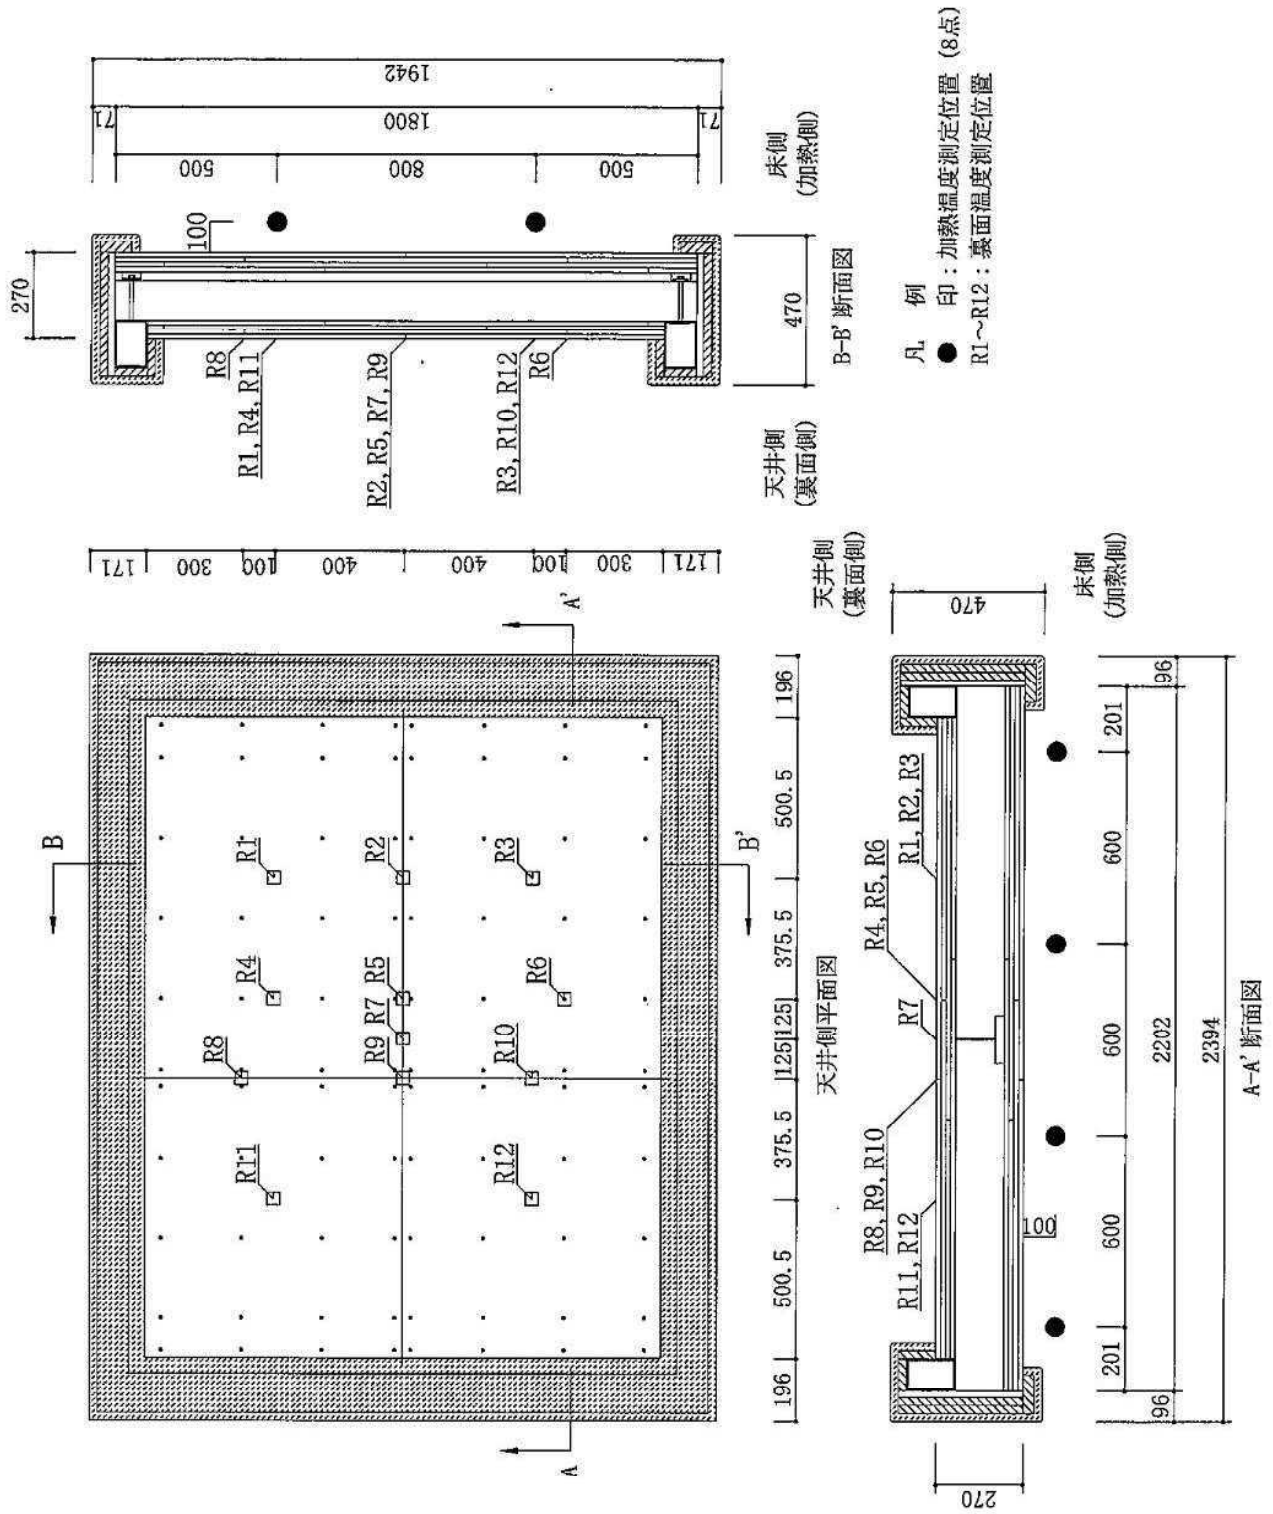 1942
71
1800
71
500
800
500
100
270
床側
(加熱側)
470
B-B' 断面図
R8
R1, R4, R11
R2, R5, R7, R9
R3, R10, R12
R6
天井側
(裏面側)
凡 例
● 印：加熱温度測定位置 (8点)
R1～R12：裏面温度測定位置
171
300
100
400
400
100
300
171
A'
B
R1
R2
R3
B'
R4
R5
R6
R7
R8
R9
R10
R11
R12
A
196
500.5
375.5
125
125
375.5
500.5
196
天井側平面図
天井側
(裏面側)
470
床側
(加熱側)
R1, R2, R3
R4, R5, R6
R7
R8, R9, R10
R11, R12
100
270
96
201
600
600
600
201
96
2202
2394
A-A' 断面図